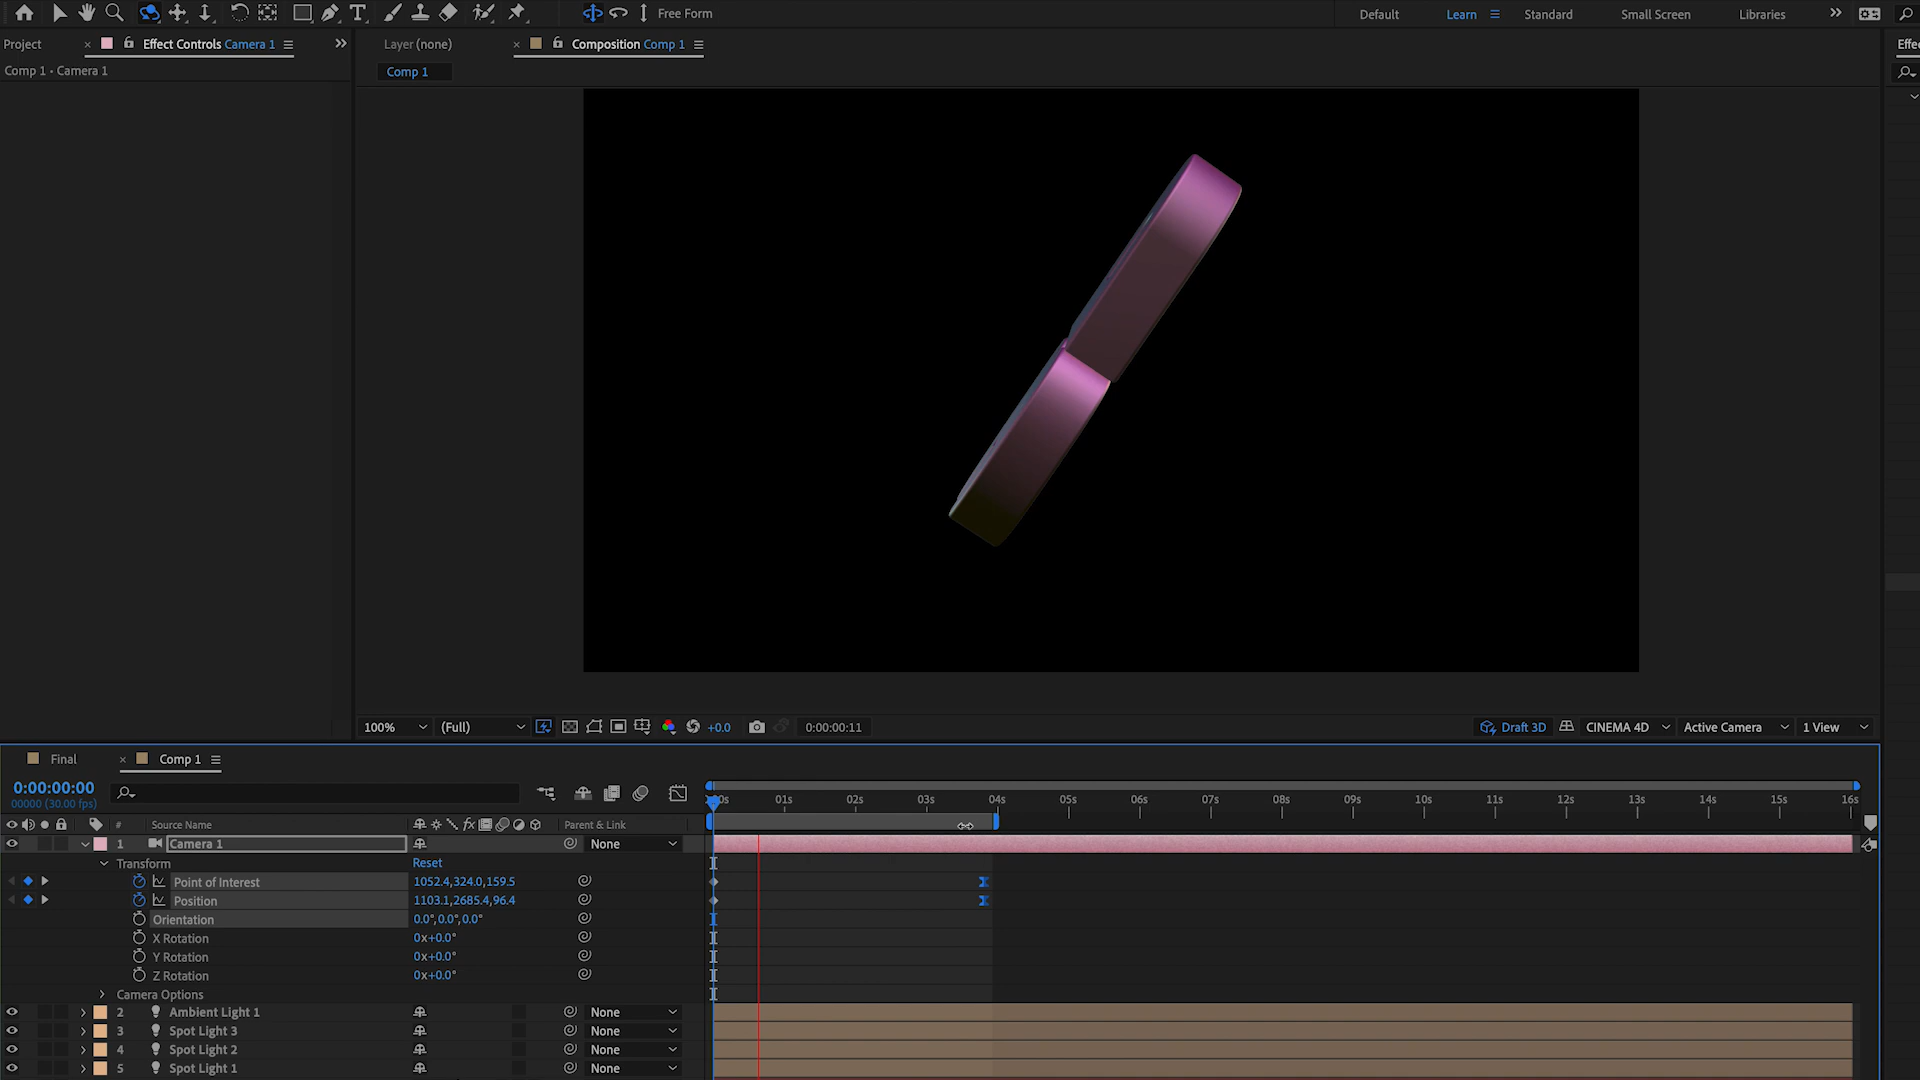 Free Form
Default
Learn
Standard
Small Screen
Libraries
Project
Effect Controls Camera 1
Layer (none)
Composition Comp 1
Effec
Comp 1 • Camera 1
Comp 1
100%
(Full)
+0.0
0:00:00:11
Draft 3D
CINEMA 4D
Active Camera
1 View
Final
Comp 1
0:00:00:00
00000 (30.00 fps)
01s
02s
03s
04s
05s
06s
07s
08s
09s
10s
11s
12s
13s
14s
15s
16s
# Source Name
Parent & Link
1 Camera 1 None
Transform Reset
Point of Interest 1052.4,324.0,159.5
Position 1103.1,2685.4,96.4
Orientation 0.0°,0.0°,0.0°
X Rotation 0x+0.0°
Y Rotation 0x+0.0°
Z Rotation 0x+0.0°
Camera Options
2 Ambient Light 1 None
3 Spot Light 3 None
4 Spot Light 2 None
5 Spot Light 1 None